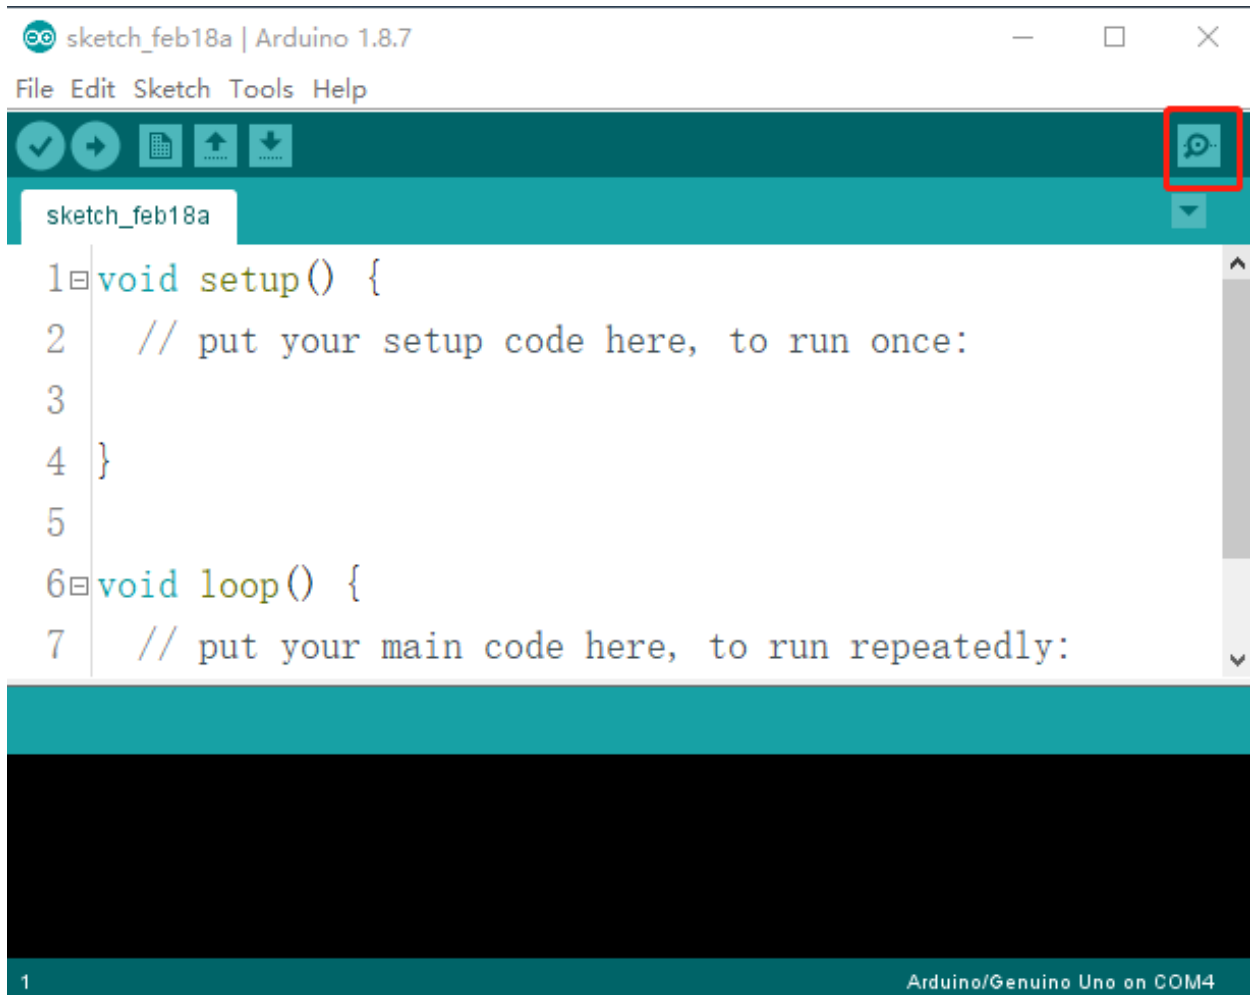 sketch_feb18a | Arduino 1.8.7
File Edit Sketch Tools Help
sketch_feb18a
1 void setup() {
2 // put your setup code here, to run once:
3
4 }
5
6 void loop() {
7 // put your main code here, to run repeatedly:
1 Arduino/Genuino Uno on COM4